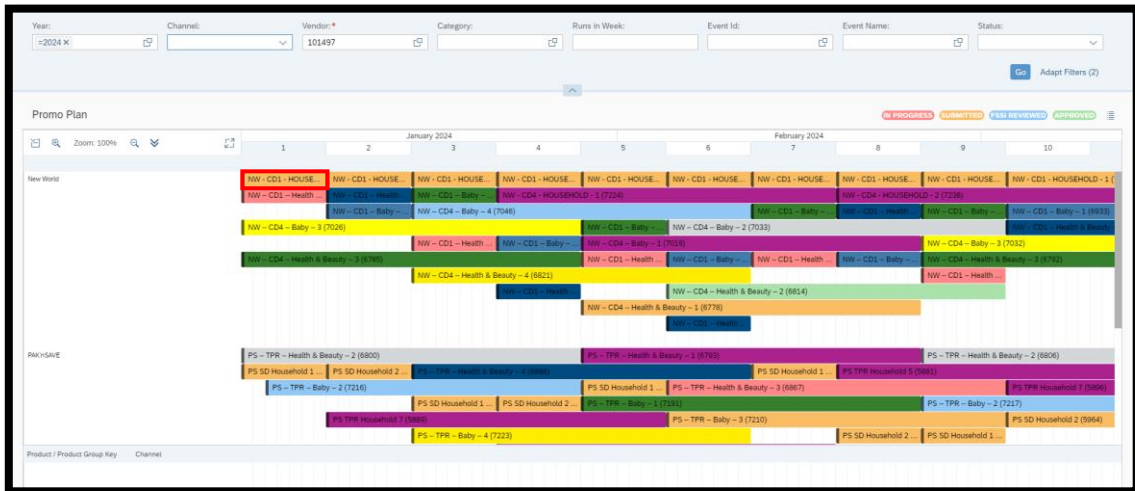 Year: Channel: Vendor:* Category: Runs in Week: Event Id: Event Name: Status:
=2024 × 101497
Go Adapt Filters (2)
Promo Plan IN PROGRESS SUBMITTED FSSI REVIEWED APPROVED
Zoom: 100% January 2024 February 2024
1 2 3 4 5 6 7 8 9 10
New World NW - CD1 - HOUSE... NW - CD1 - HOUSE... NW - CD1 - HOUSE... NW - CD1 - HOUSE... NW - CD1 - HOUSE... NW - CD1 - HOUSE... NW - CD1 - HOUSE... NW - CD1 - HOUSE... NW - CD1 - HOUSE... NW - CD1 - HOUSEHOLD - 1 (
NW – CD1 – Health ... NW – CD1 – Health ... NW – CD1 – Baby – ... NW - CD4 - HOUSEHOLD - 1 (7224) NW - CD4 - HOUSEHOLD - 2 (7238)
NW – CD1 – Baby – ... NW – CD4 – Baby – 4 (7046) NW – CD1 – Baby – ... NW – CD1 – Health ... NW – CD1 – Baby – ... NW – CD1 – Baby – 1 (6933)
NW – CD4 – Baby – 3 (7026) NW – CD1 – Baby – ... NW – CD4 – Baby – 2 (7033) NW – CD1 – Health & Beauty
NW – CD1 – Health ... NW – CD1 – Baby – ... NW – CD4 – Baby – 1 (7019) NW – CD4 – Baby – 3 (7032)
NW – CD4 – Health & Beauty – 3 (6785) NW – CD1 – Health ... NW – CD1 – Baby – ... NW – CD1 – Health ... NW – CD1 – Baby – ... NW – CD4 – Health & Beauty – 3 (6792)
NW – CD4 – Health & Beauty – 4 (6821) NW – CD1 – Health ...
NW – CD1 – Health ... NW – CD4 – Health & Beauty – 2 (6814)
NW – CD4 – Health & Beauty – 1 (6778)
NW – CD1 – Health ...
PAK'nSAVE PS – TPR – Health & Beauty – 2 (6800) PS – TPR – Health & Beauty – 1 (6793) PS – TPR – Health & Beauty – 2 (6806)
PS SD Household 1 ... PS SD Household 2 ... PS – TPR – Health & Beauty – 4 PS SD Household 1 ... PS TPR Household 5 (5881)
PS – TPR – Baby – 2 (7216) PS SD Household 1 ... PS – TPR – Health & Beauty – 3 (6867) PS TPR Household 7 (5896)
PS SD Household 1 ... PS SD Household 2 ... PS – TPR – Baby – 1 (7191) PS – TPR – Baby – 2 (7217)
PS TPR Household 7 (5889) PS – TPR – Baby – 3 (7210) PS SD Household 2 (5964)
PS – TPR – Baby – 4 (7223) PS SD Household 2 ... PS SD Household 1 ...
Product / Product Group Key Channel